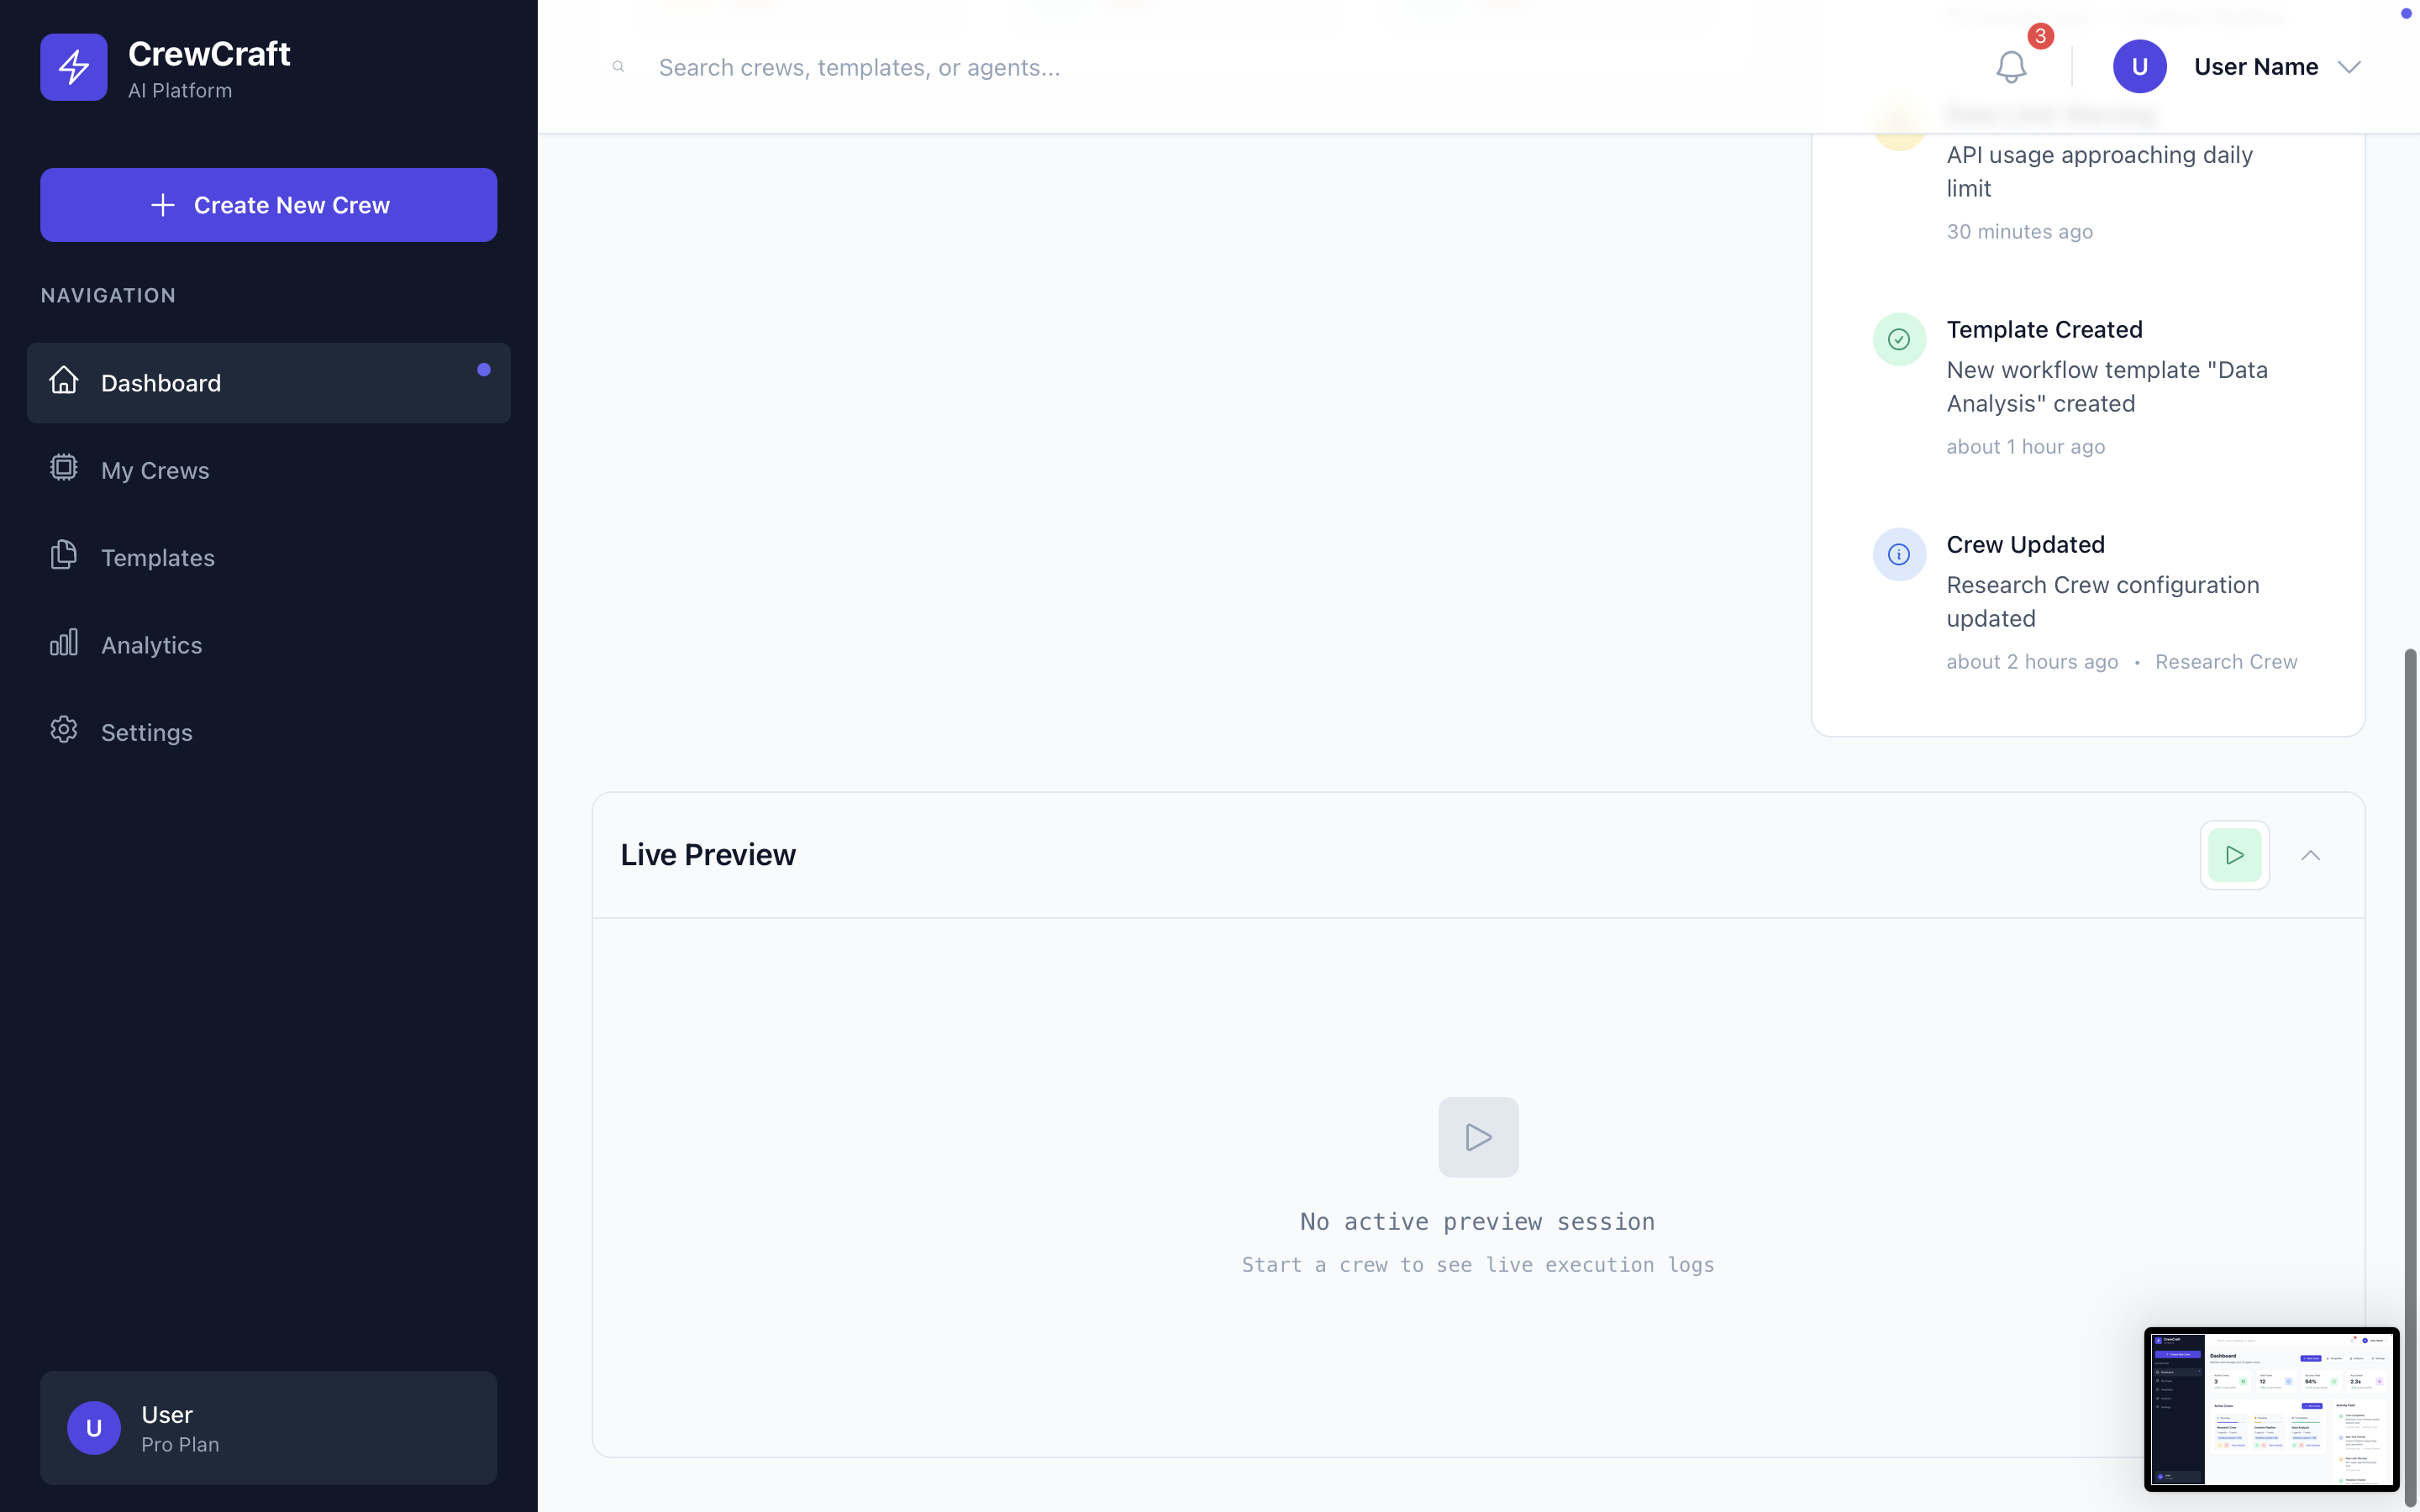 CrewCraft
AI Platform
Create New Crew
NAVIGATION
Dashboard
My Crews
Templates
Analytics
Settings
U
User
Pro Plan
Search crews, templates, or agents...
3
U
User Name
API usage approaching daily
limit
30 minutes ago
Template Created
New workflow template "Data
Analysis" created
about 1 hour ago
Crew Updated
Research Crew configuration
updated
about 2 hours ago • Research Crew
Live Preview
No active preview session
Start a crew to see live execution logs